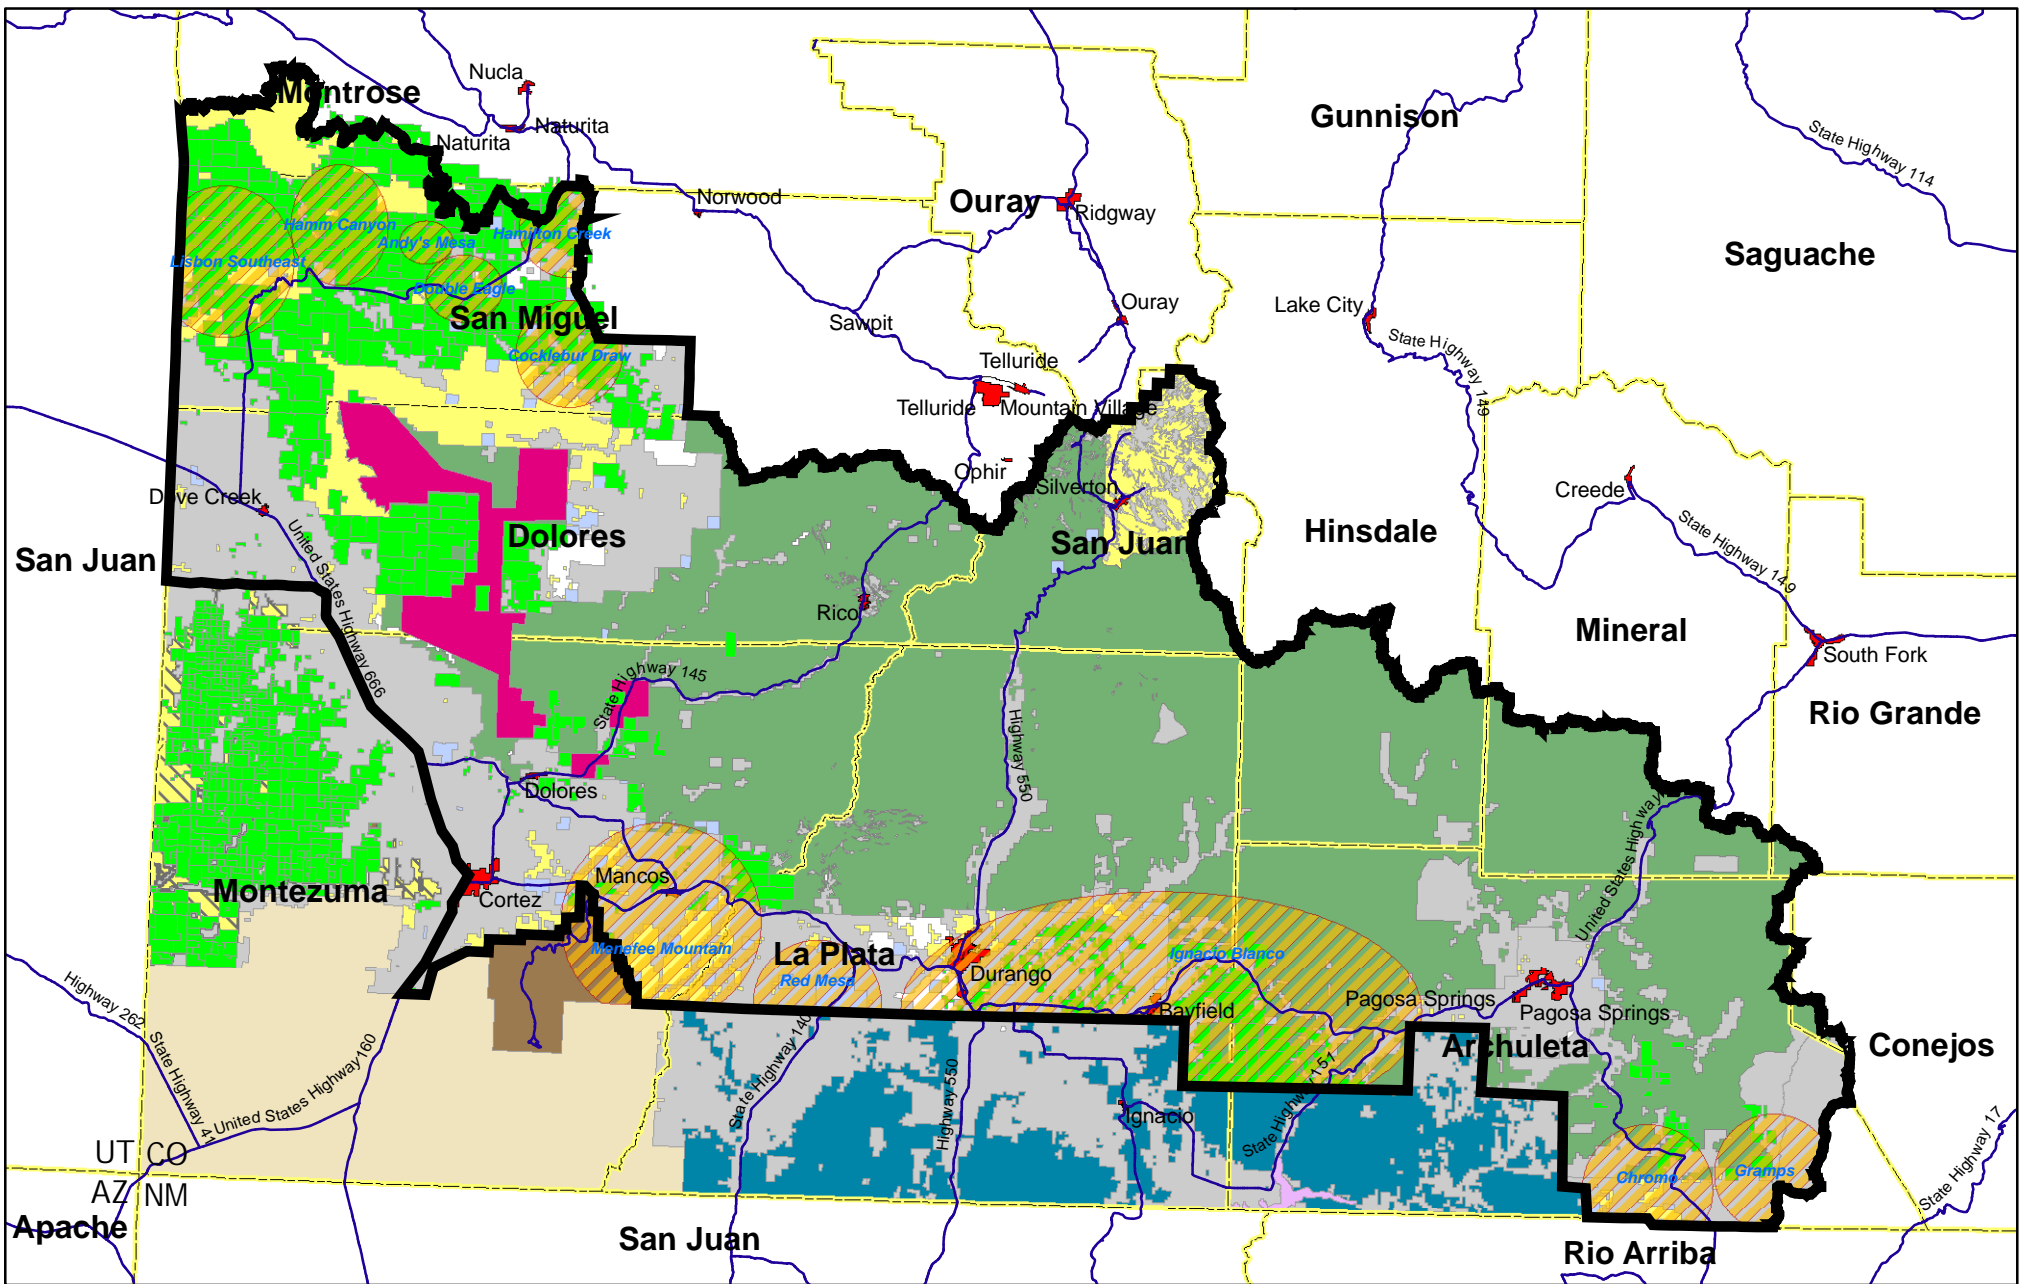 Nucla
Montrose
Naturita
Naturita
Gunnison
State Highway 114
Norwood
Ouray
Ridgway
Hamm Canyon
Andy's Mesa
Hamilton Creek
Lisbon Southeast
Double Eagle
Saguache
San Miguel
Sawpit
Ouray
Lake City
State Highway 149
Cocklebur Draw
Telluride
Telluride
Mountain Village
Ophir
Silverton
Creede
Dove Creek
United States Highway 666
Dolores
San Juan
San Juan
Hinsdale
State Highway 149
Rico
Mineral
South Fork
State Highway 145
Rio Grande
Highway 550
Dolores
United States Highway
Montezuma
Cortez
Mancos
Menefee Mountain
La Plata
Red Mesa
Durango
Ignacio Blanco
Bayfield
Pagosa Springs
Pagosa Springs
Archuleta
Conejos
Highway 262
State Highway 41
United States Highway160
State Highway 140
Highway 550
Ignacio
State Highway 151
State Highway 17
UT
CO
AZ
NM
Chromo
Gramps
Apache
San Juan
Rio Arriba